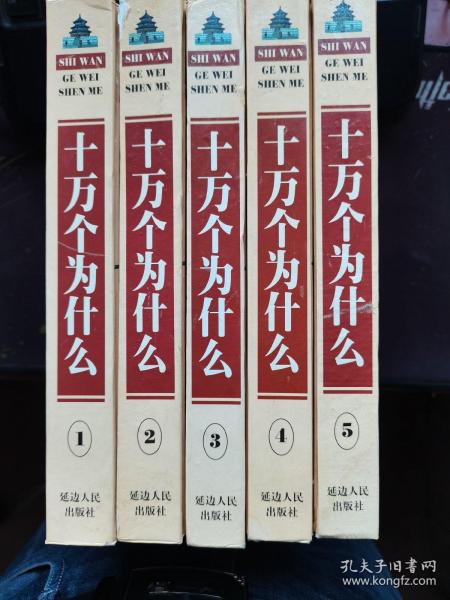 SHI WAN
GE WEI
SHEN ME
十万个为什么
1
延边人民
出版社
SHI WAN
GE WEI
SHEN ME
十万个为什么
2
延边人民
出版社
SHI WAN
GE WEI
SHEN ME
十万个为什么
3
延边人民
出版社
SHI WAN
GE WEI
SHEN ME
十万个为什么
4
延边人民
出版社
SHI WAN
GE WEI
SHEN ME
十万个为什么
5
延边人民
出版社
孔夫子旧书网
www.kongfz.com